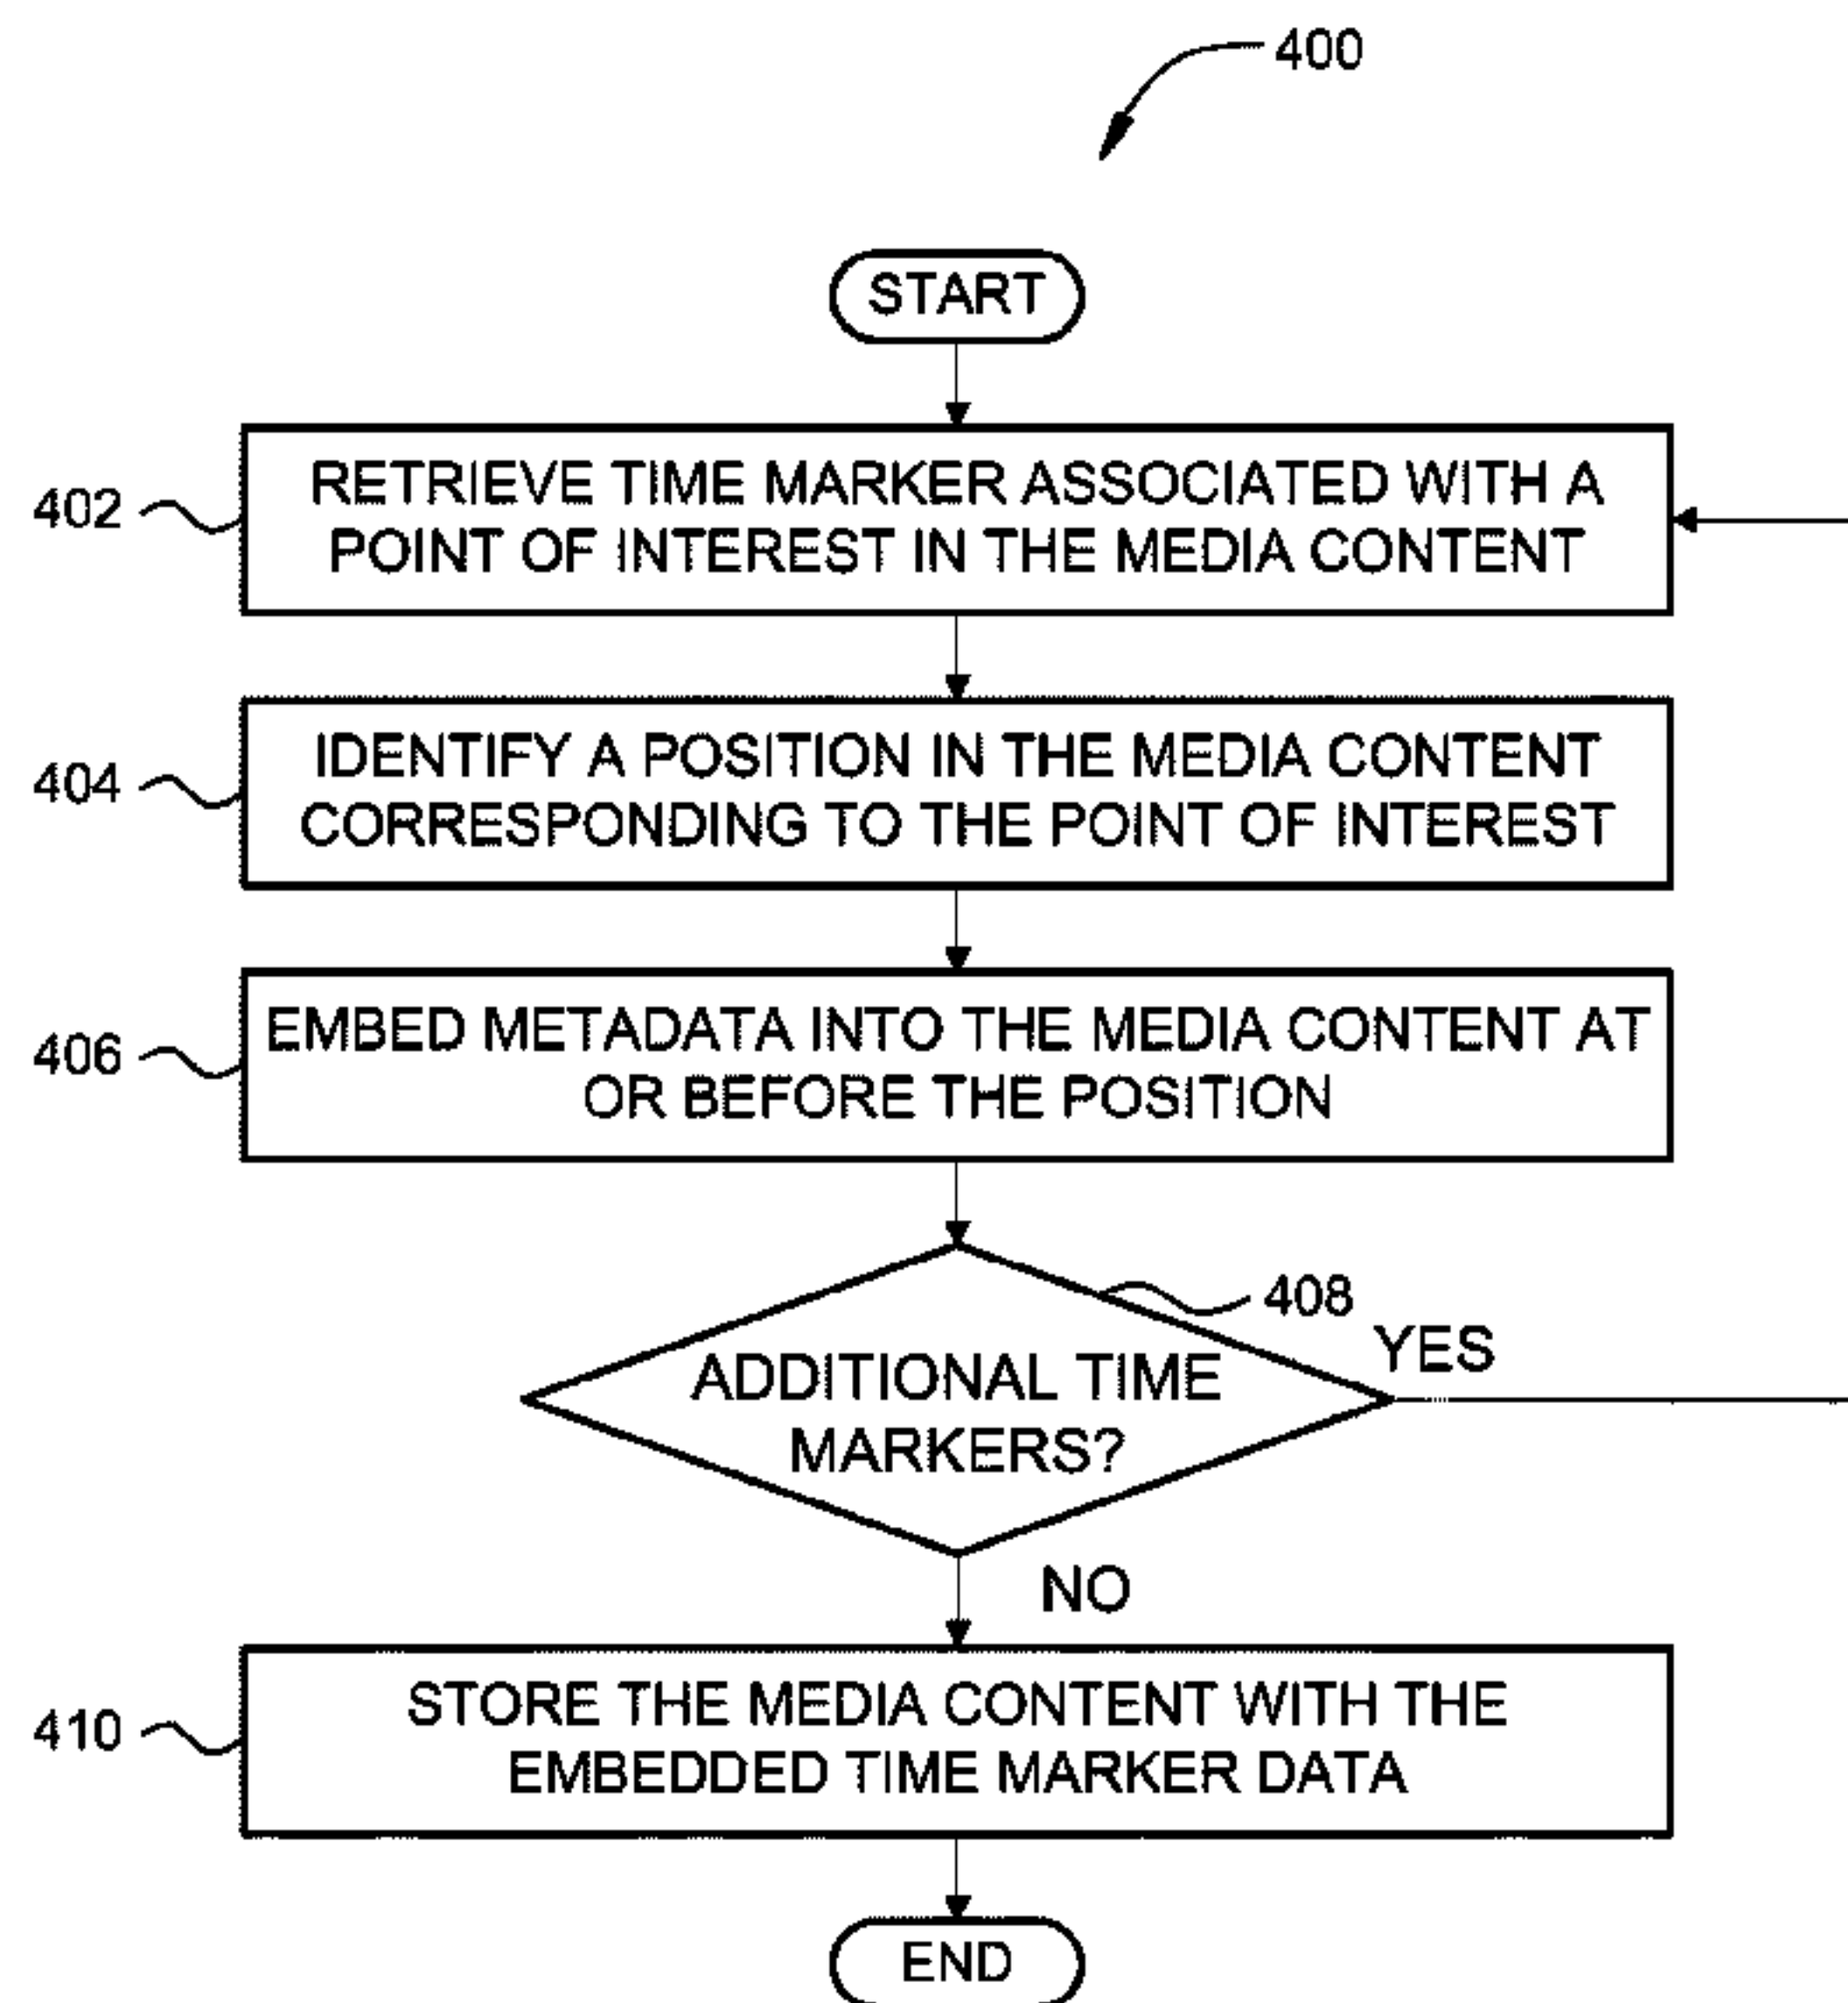 400
START
402
RETRIEVE TIME MARKER ASSOCIATED WITH A
POINT OF INTEREST IN THE MEDIA CONTENT
404
IDENTIFY A POSITION IN THE MEDIA CONTENT
CORRESPONDING TO THE POINT OF INTEREST
406
EMBED METADATA INTO THE MEDIA CONTENT AT
OR BEFORE THE POSITION
408
YES
ADDITIONAL TIME
MARKERS?
NO
410
STORE THE MEDIA CONTENT WITH THE
EMBEDDED TIME MARKER DATA
END